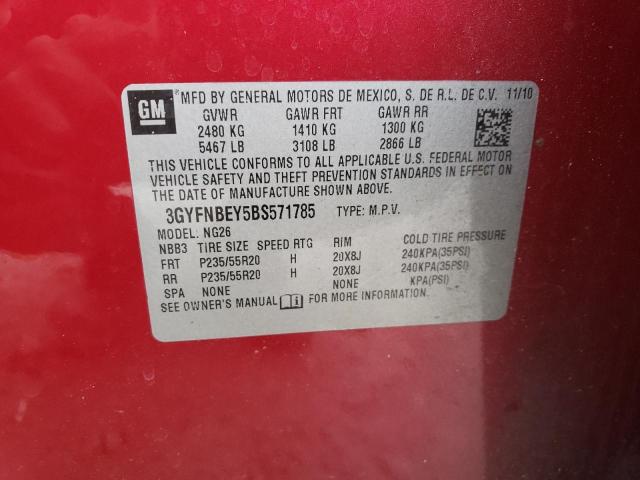 GM MFD BY GENERAL MOTORS DE MEXICO, S. DE R.L. DE C.V. 11/10
GVWR GAWR FRT GAWR RR
2480 KG 1410 KG 1300 KG
5467 LB 3108 LB 2866 LB
THIS VEHICLE CONFORMS TO ALL APPLICABLE U.S. FEDERAL MOTOR
VEHICLE SAFETY AND THEFT PREVENTION STANDARDS IN EFFECT ON
THE DATE OF MANUFACTURE SHOWN ABOVE.
3GYFNBEY5BS571785 TYPE: M.P.V.
MODEL: NG26
NBB3 TIRE SIZE SPEED RTG RIM COLD TIRE PRESSURE
FRT P235/55R20 H 20X8J 240KPA(35PSI)
RR P235/55R20 H 20X8J 240KPA(35PSI)
SPA NONE NONE KPA(PSI)
SEE OWNER'S MANUAL FOR MORE INFORMATION.